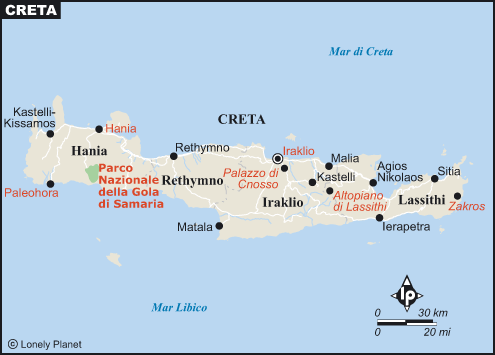 CRETA
Mar di Creta
Kastelli-
Kissamos
CRETA
Hania
Hania
Rethymno
Iraklio
Malia
Parco
Nazionale
della Gola
di Samaria
Palazzo di
Cnosso
Kastelli
Agios
Nikolaos
Sitia
Paleohora
Rethymno
Iraklio
Altopiano
di Lassithi
Lassithi
Zakros
Matala
Ierapetra
Mar Libico
lp
0 30 km
0 20 mi
© Lonely Planet